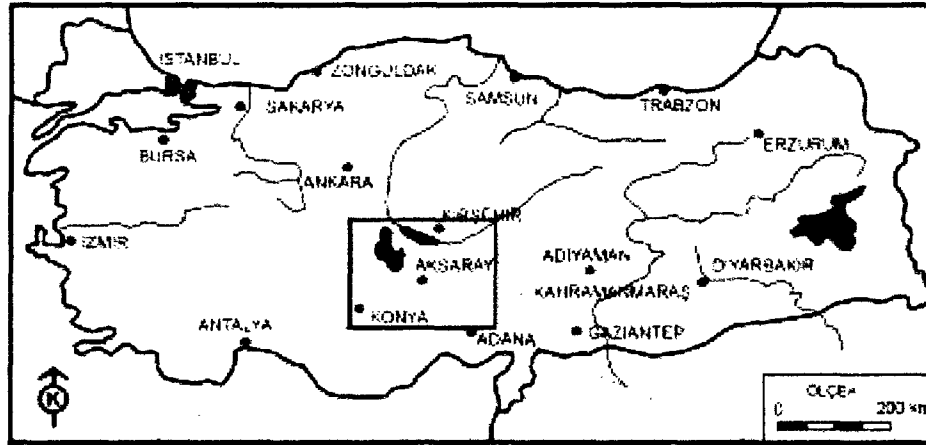 İSTANBUL
ZONGULDAK
SAKARYA
SAMSUN
TRABZON
BURSA
ERZURUM
ANKARA
KIRŞEHİR
İZMİR
AKSARAY
ADIYAMAN
DİYARBAKIR
KAHRAMANMARAŞ
KONYA
ANTALYA
ADANA
GAZİANTEP
K
ÖLÇEK
0 200 km